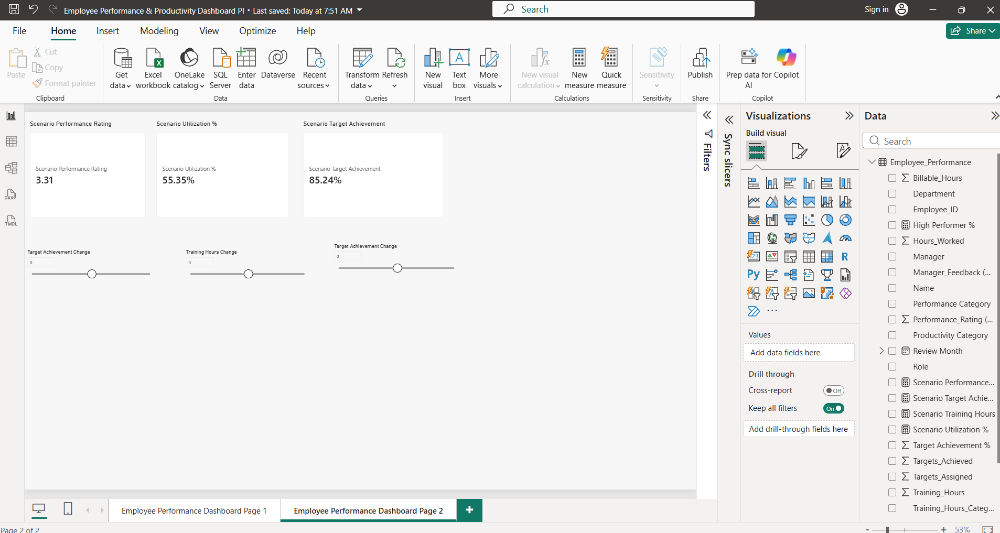 Employee Performance & Productivity Dashboard PI • Last saved: Today at 7:51 AM
Search
Sign in
File
Home
Insert
Modeling
View
Optimize
Help
Share
Paste
Cut
Copy
Format painter
Clipboard
Get data
Excel workbook
OneLake catalog
SQL Server
Enter data
Dataverse
Recent sources
Data
Transform data
Refresh
Queries
New visual
Text box
More visuals
Insert
New visual calculation
New measure
Quick measure
Calculations
Sensitivity
Sensitivity
Publish
Share
Prep data for AI
Copilot
Copilot
DAX
TMDL
Scenario Performance Rating
Scenario Utilization %
Scenario Target Achievement
Scenario Performance Rating
3.31
Scenario Utilization %
55.35%
Scenario Target Achievement
85.24%
Target Achievement Change
0
Training Hours Change
0
Target Achievement Change
0
Filters
Sync slicers
Visualizations
Build visual
123
R
Py
Values
Add data fields here
Drill through
Cross-report
Off
Keep all filters
On
Add drill-through fields here
Data
Search
Employee_Performance
Billable_Hours
Department
Employee_ID
High Performer %
Hours_Worked
Manager
Manager_Feedback (...
Name
Performance Category
Performance_Rating (...
Productivity Category
Review Month
Role
Scenario Performance...
Scenario Target Achie...
Scenario Training Hours
Scenario Utilization %
Target Achievement %
Targets_Achieved
Targets_Assigned
Training_Hours
Training_Hours_Categ...
Employee Performance Dashboard Page 1
Employee Performance Dashboard Page 2
Page 2 of 2
53%